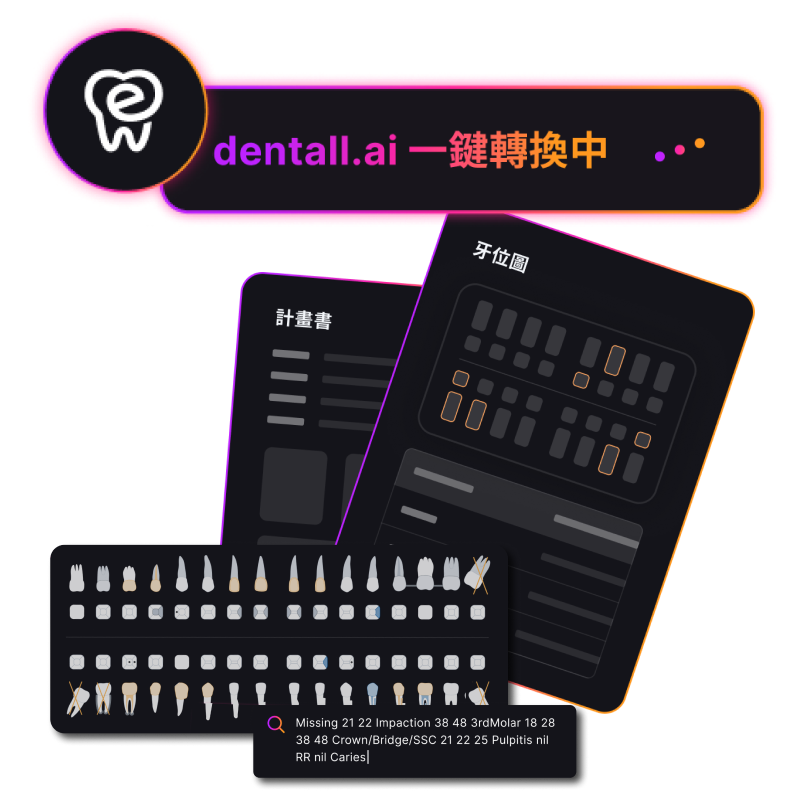 dentall.ai 一鍵轉換中
牙位圖
計畫書
Missing 21 22 Impaction 38 48 3rdMolar 18 28
38 48 Crown/Bridge/SSC 21 22 25 Pulpitis nil
RR nil Caries